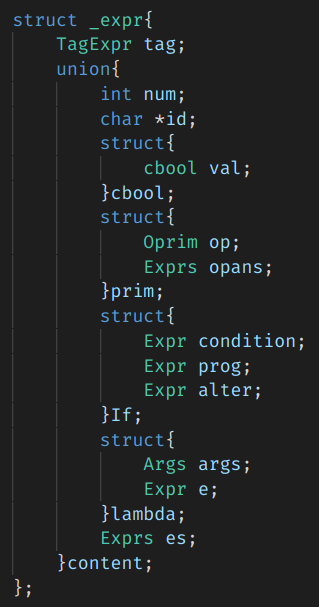 struct _expr{
    TagExpr tag;
    union{
        int num;
        char *id;
        struct{
            cbool val;
        }cbool;
        struct{
            Oprim op;
            Exprs opans;
        }prim;
        struct{
            Expr condition;
            Expr prog;
            Expr alter;
        }If;
        struct{
            Args args;
            Expr e;
        }lambda;
        Exprs es;
    }content;
};